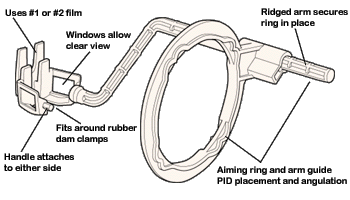 Uses #1 or #2 film
Windows allow
clear view
Ridged arm secures
ring in place
Fits around rubber
dam clamps
Handle attaches
to either side
Aiming ring and arm guide
PID placement and angulation